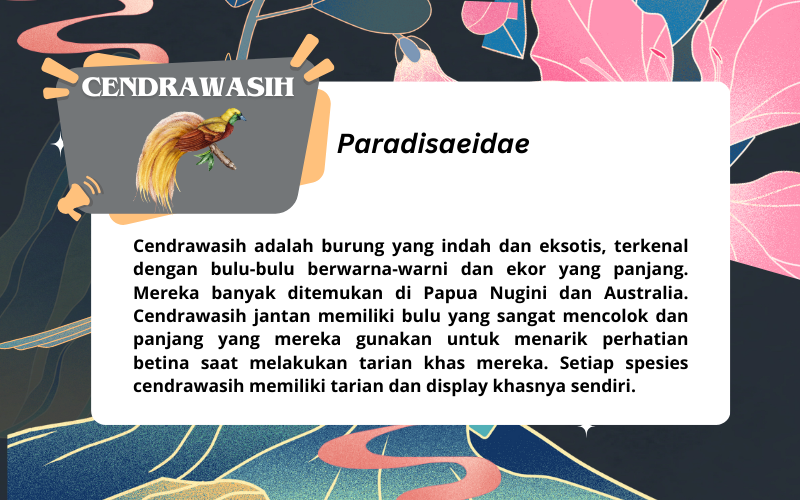 CENDRAWASIH
Paradisaeidae
Cendrawasih adalah burung yang indah dan eksotis, terkenal
dengan bulu-bulu berwarna-warni dan ekor yang panjang.
Mereka banyak ditemukan di Papua Nugini dan Australia.
Cendrawasih jantan memiliki bulu yang sangat mencolok dan
panjang yang mereka gunakan untuk menarik perhatian
betina saat melakukan tarian khas mereka. Setiap spesies
cendrawasih memiliki tarian dan display khasnya sendiri.